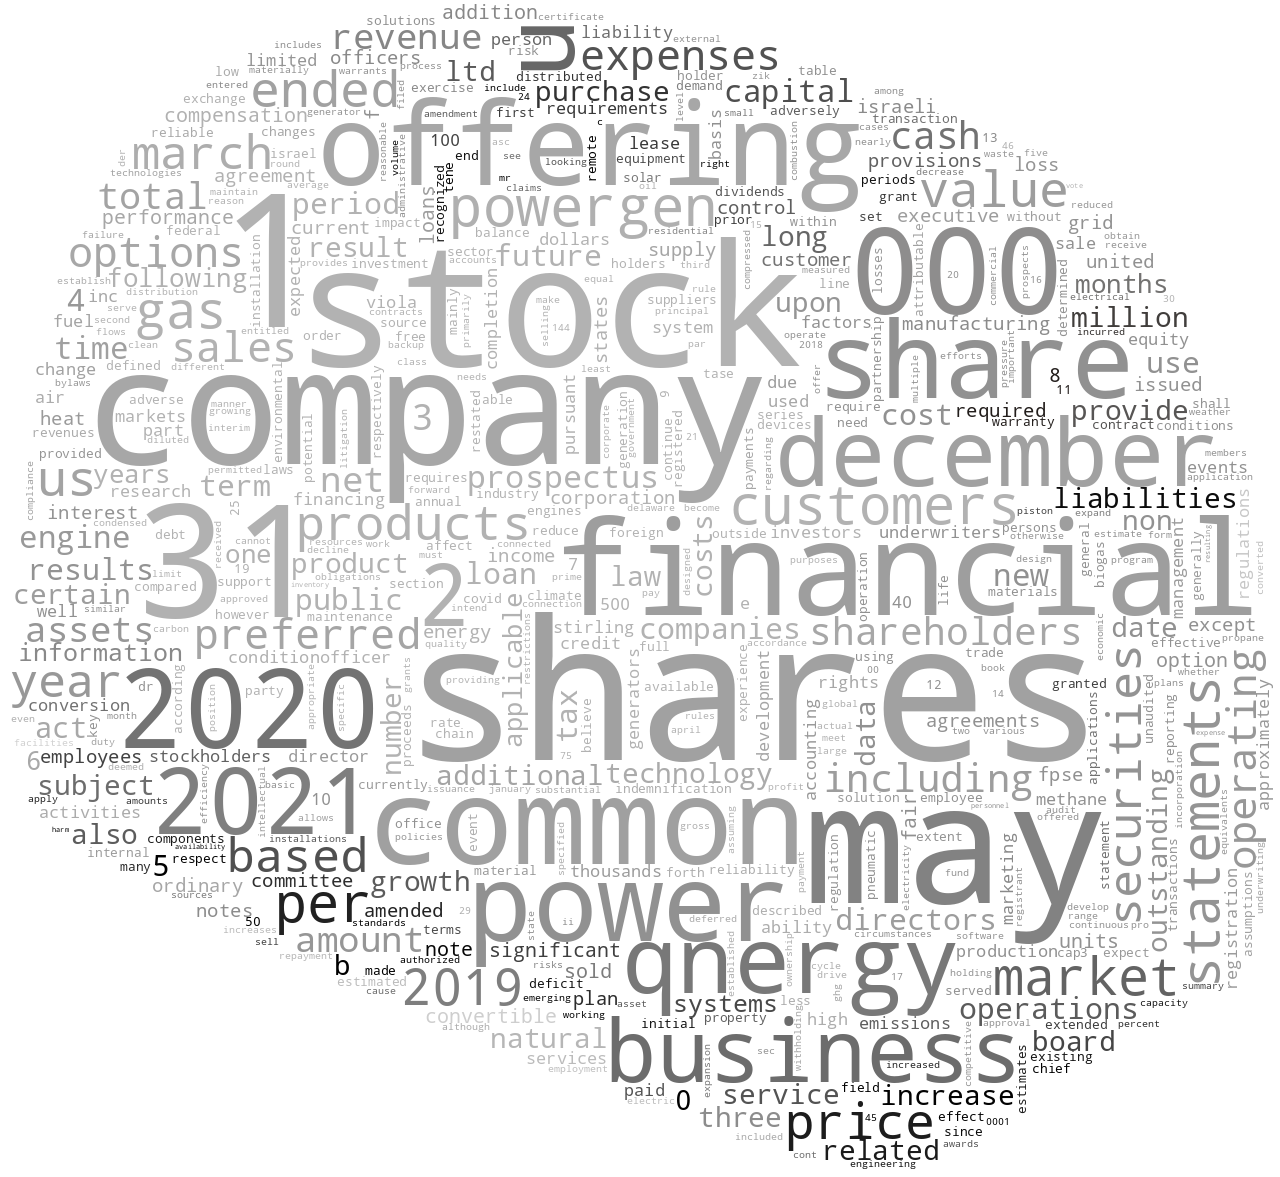 addition certificate
solutions
revenue person liability external
includes limited officers risk
u expenses
low materially warrants process ltd distributed holder zik table
entered ended exercise include purchase demand capital among
exchange 24 small
compensation generator amendment first requirements adversely israeli
reliable changes f offering basis transaction
march israel 100 asc lease cash 13
technologies round end see looking remote equipment right provisions nearly cases 46
agreement reasonable volume mr combustion periods decrease waste five
total average administrative recognized tene claims solar oil dividends loss
reason maintain period loans power gen control grant value vote
performance federal current impact balance prior within set executive without reduced
failure options result sector dollars residential long attributable grid
following provides investment accounts future holders third supply customer losses sale united obtain receive
establish distribution installation expected equal compressed measured 000 months
4 inc viola stock rule suppliers upon line 20 commercial prospects 16 determined electrical 30
fuel serve gas contracts mainly completion make states principal factors partnership manufacturing million
second entitled source primarily selling 144 system operate 2018 incurred
flows sales order free backup par share efforts equity
time clean class least tase offer multiple pressure important use
change defined different company needs able due require 8 issued
bylaws air adverse manner environmental respectively restated pursuant used need cost required 11 provide shall
heat markets growing litigation 3 9 series warranty contract weather conditions
revenues part diluted interim corporate generation government 21 devices december members
provided us permitted laws potential net requires prospectus continue registered payments regarding events
compliance years term forward annual corporation application
interest research 25 financing industry engines delaware become customers piston liabilities
condensed products reduce foreign outside investors underwriters persons expand non
engine debt received cannot resources work must affect connected costs purposes otherwise estimate form regulations
results one 31 product decline income 7 financial design general biogas program generally resulting
limit 19 obligations section prime law designed operation new management converted
certain compared support inventory 2 loan covid climate 500 pay 40 life materials
well similar approved public intend connection e
assets carbon however maintenance applicable stirling companies shareholders date except
information preferred energy credit full accordance trade economic effective propane
conditionofficer quality restrictions using book option whether
year dr according party grants providing generators available experience rights 00 12 granted plans
conversion 2020 position appropriate specific number shares rules development global 14 data
even month act key rate chain tax believe april actual agreements securities statements operating
facilities duty proceeds 75 meet two various unaudited reporting approximately
6 employees stockholders director large applications
deemed additional technology accounting including fpse
subject efficiency basic currently issuance january substantial indemnification profit
apply amounts 2021 10 allows office event gross assuming solution employee personnel methane incorporation
activities intellectual policies specified common may audit offered equivalents expense
harm also components installations extent outstanding
internal availability based material thousands forth reliability payment regulation fair statement
many 5 respect growth pneumatic electricity fund marketing registrant underwriting
ordinary committee 29 state ii deferred described directors develop transactions
sources per amended power ability circumstances range assumptions
notes 50 standards terms software units continuous pro registration
increases amount note significant established ownership production cap3 expect
sell repayment authorized risks sold qnergy cycle drive ghg 17 holding market summary
b made 2019 deficit asset systems less served capacity
estimated cause emerging plan property high operations
convertible working initial withholding emissions approval extended percent
although natural business sec competitive board
services expansion increased existing
employment paid service field increase chief estimates
electric 0 effect 0001
three price 45 since
included related awards
cont engineering